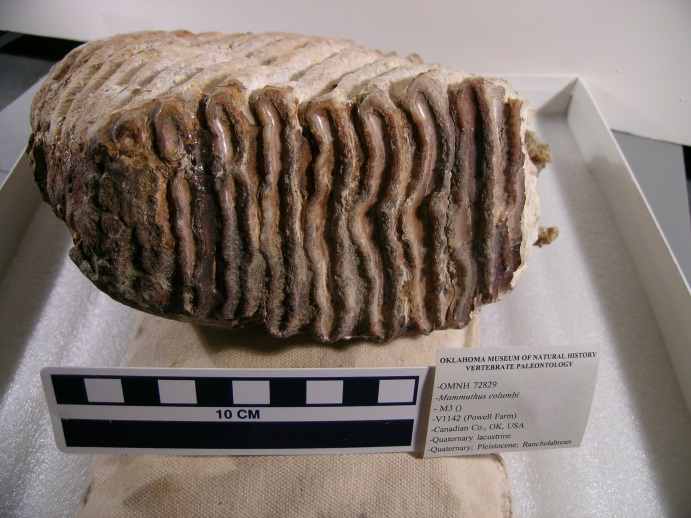 OKLAHOMA MUSEUM OF NATURAL HISTORY
VERTEBRATE PALEONTOLOGY
-OMNH 72829
-Mammuthus columbi
- M3 ()
-V1142 (Powell Farm)
-Canadian Co., OK, USA
-Quaternary lacustrine
-Quaternary; Pleistocene; Rancholabrean
10 CM